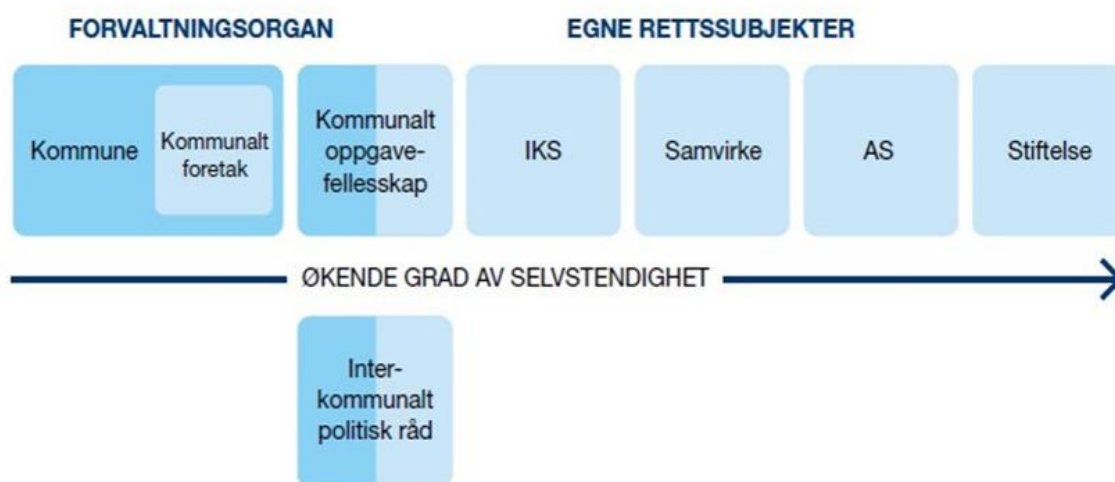 FORVALTNINGSORGAN
EGNE RETTSSUBJEKTER
Kommune
Kommunalt
foretak
Kommunalt
oppgave-
fellesskap
IKS
Samvirke
AS
Stiftelse
ØKENDE GRAD AV SELVSTENDIGHET
Inter-
kommunalt
politisk råd